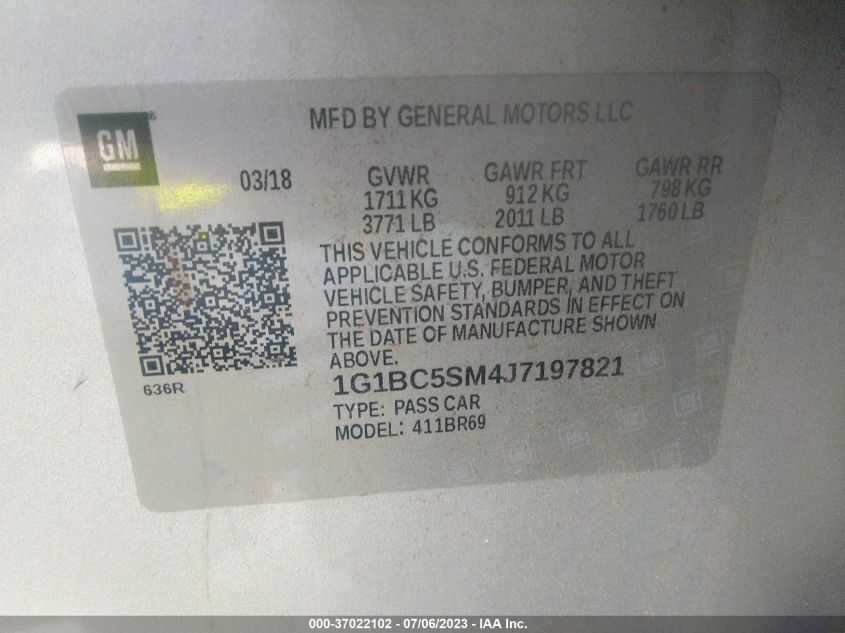 GM®
MFD BY GENERAL MOTORS LLC
03/18 GVWR GAWR FRT GAWR RR
1711 KG 912 KG 798 KG
3771 LB 2011 LB 1760 LB
THIS VEHICLE CONFORMS TO ALL
APPLICABLE U.S. FEDERAL MOTOR
VEHICLE SAFETY, BUMPER, AND THEFT
PREVENTION STANDARDS IN EFFECT ON
THE DATE OF MANUFACTURE SHOWN
ABOVE.
636R
1G1BC5SM4J7197821
TYPE: PASS CAR
MODEL: 411BR69
000-37022102 - 07/06/2023 - IAA Inc.